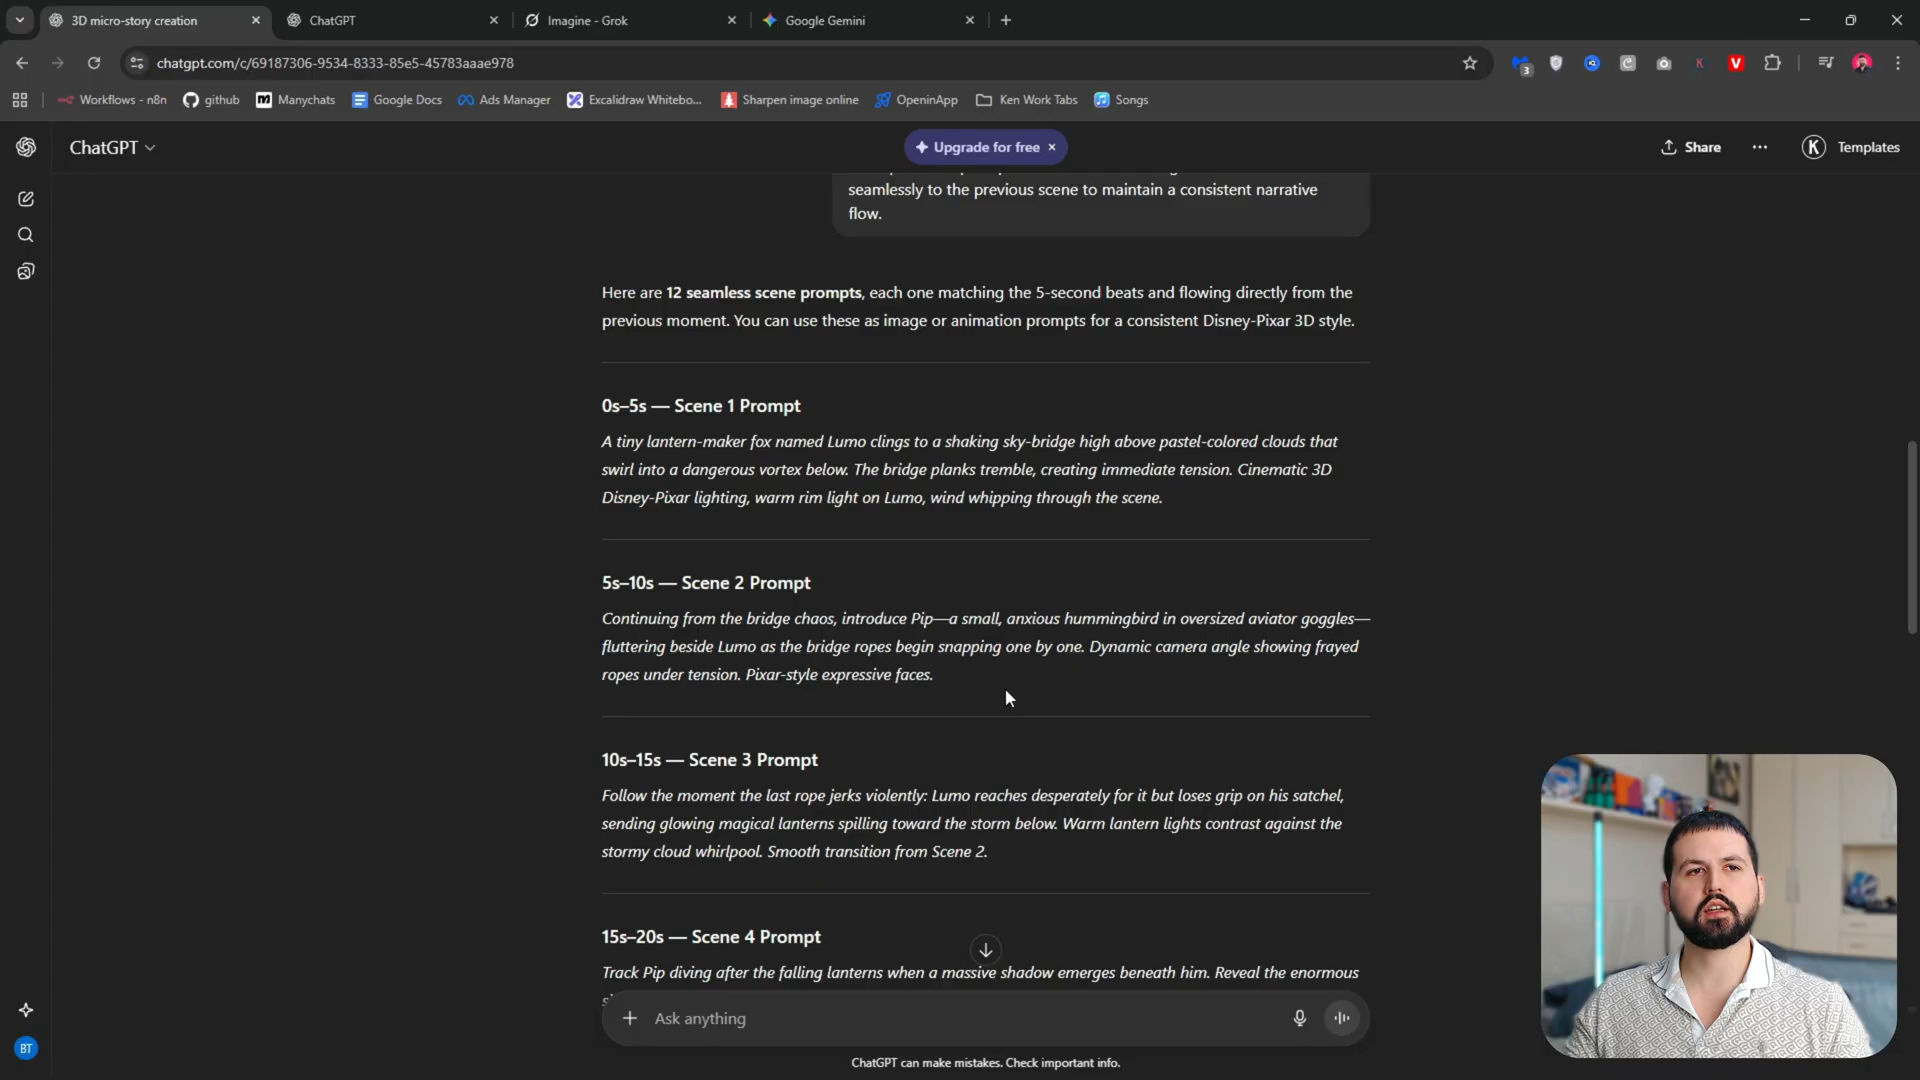 3D micro-story creation
ChatGPT
Imagine - Grok
Google Gemini
chatgpt.com/c/69187306-9534-8333-85e5-45783aaae978
3
K
V
Workflows - n8n
github
Manychats
Google Docs
Ads Manager
Excalidraw Whitebo...
Sharpen image online
OpeninApp
Ken Work Tabs
Songs
ChatGPT
Upgrade for free
Share
K
Templates
seamlessly to the previous scene to maintain a consistent narrative
flow.
Here are 12 seamless scene prompts, each one matching the 5-second beats and flowing directly from the
previous moment. You can use these as image or animation prompts for a consistent Disney-Pixar 3D style.
0s–5s — Scene 1 Prompt
A tiny lantern-maker fox named Lumo clings to a shaking sky-bridge high above pastel-colored clouds that
swirl into a dangerous vortex below. The bridge planks tremble, creating immediate tension. Cinematic 3D
Disney-Pixar lighting, warm rim light on Lumo, wind whipping through the scene.
5s–10s — Scene 2 Prompt
Continuing from the bridge chaos, introduce Pip—a small, anxious hummingbird in oversized aviator goggles—
fluttering beside Lumo as the bridge ropes begin snapping one by one. Dynamic camera angle showing frayed
ropes under tension. Pixar-style expressive faces.
10s–15s — Scene 3 Prompt
Follow the moment the last rope jerks violently: Lumo reaches desperately for it but loses grip on his satchel,
sending glowing magical lanterns spilling toward the storm below. Warm lantern lights contrast against the
stormy cloud whirlpool. Smooth transition from Scene 2.
15s–20s — Scene 4 Prompt
Track Pip diving after the falling lanterns when a massive shadow emerges beneath him. Reveal the enormous
Ask anything
BT
ChatGPT can make mistakes. Check important info.